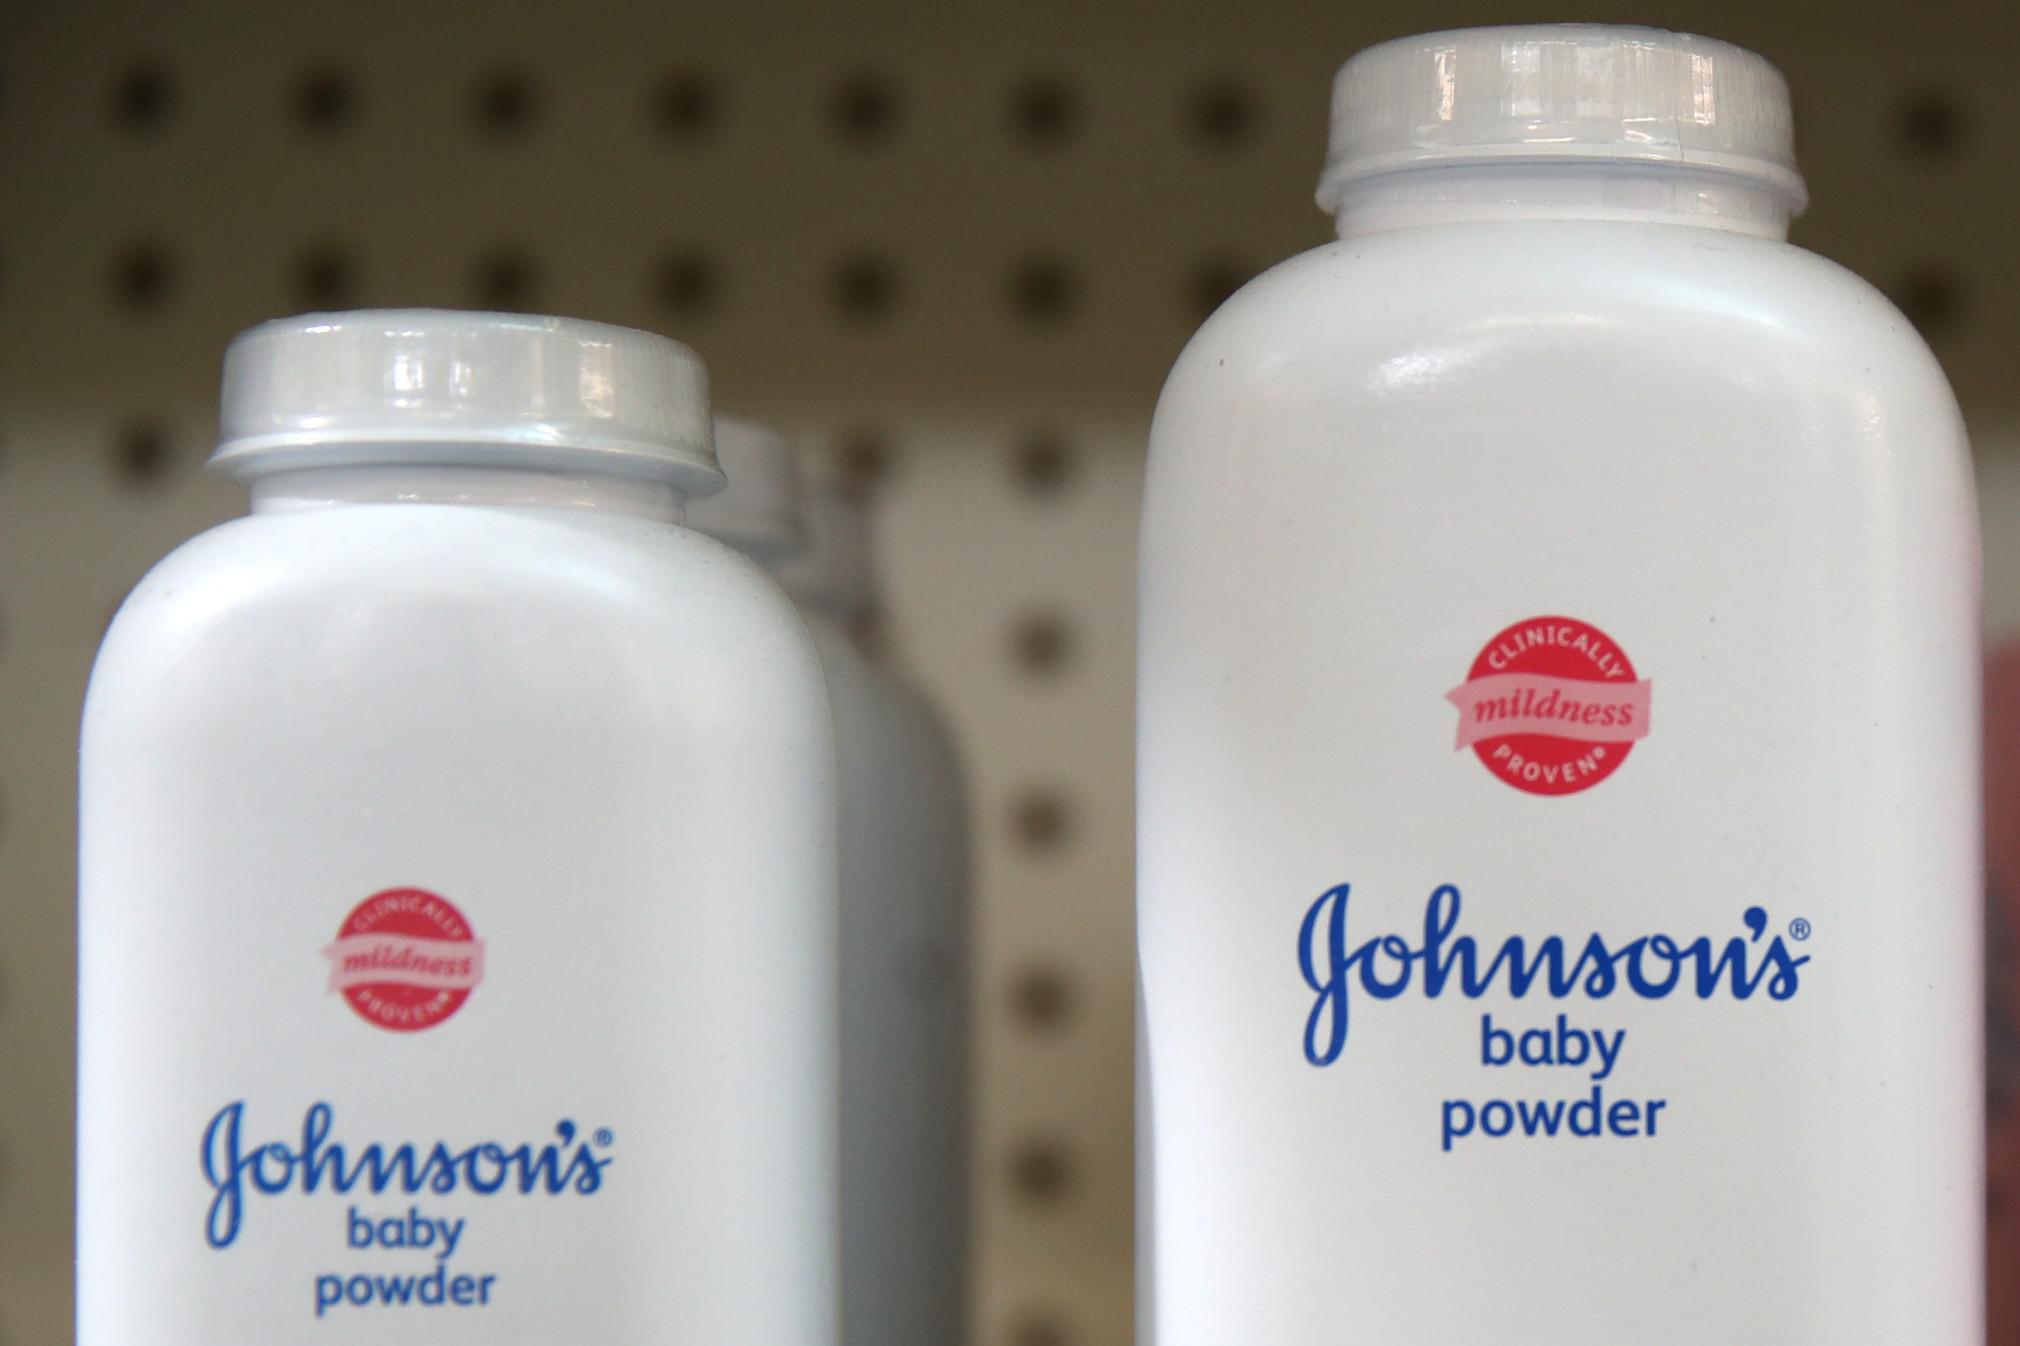 CLINICALLY
mildness
PROVEN®
Johnson's®
baby
powder
CLINICALLY
mildness
PROVEN®
Johnson's®
baby
powder